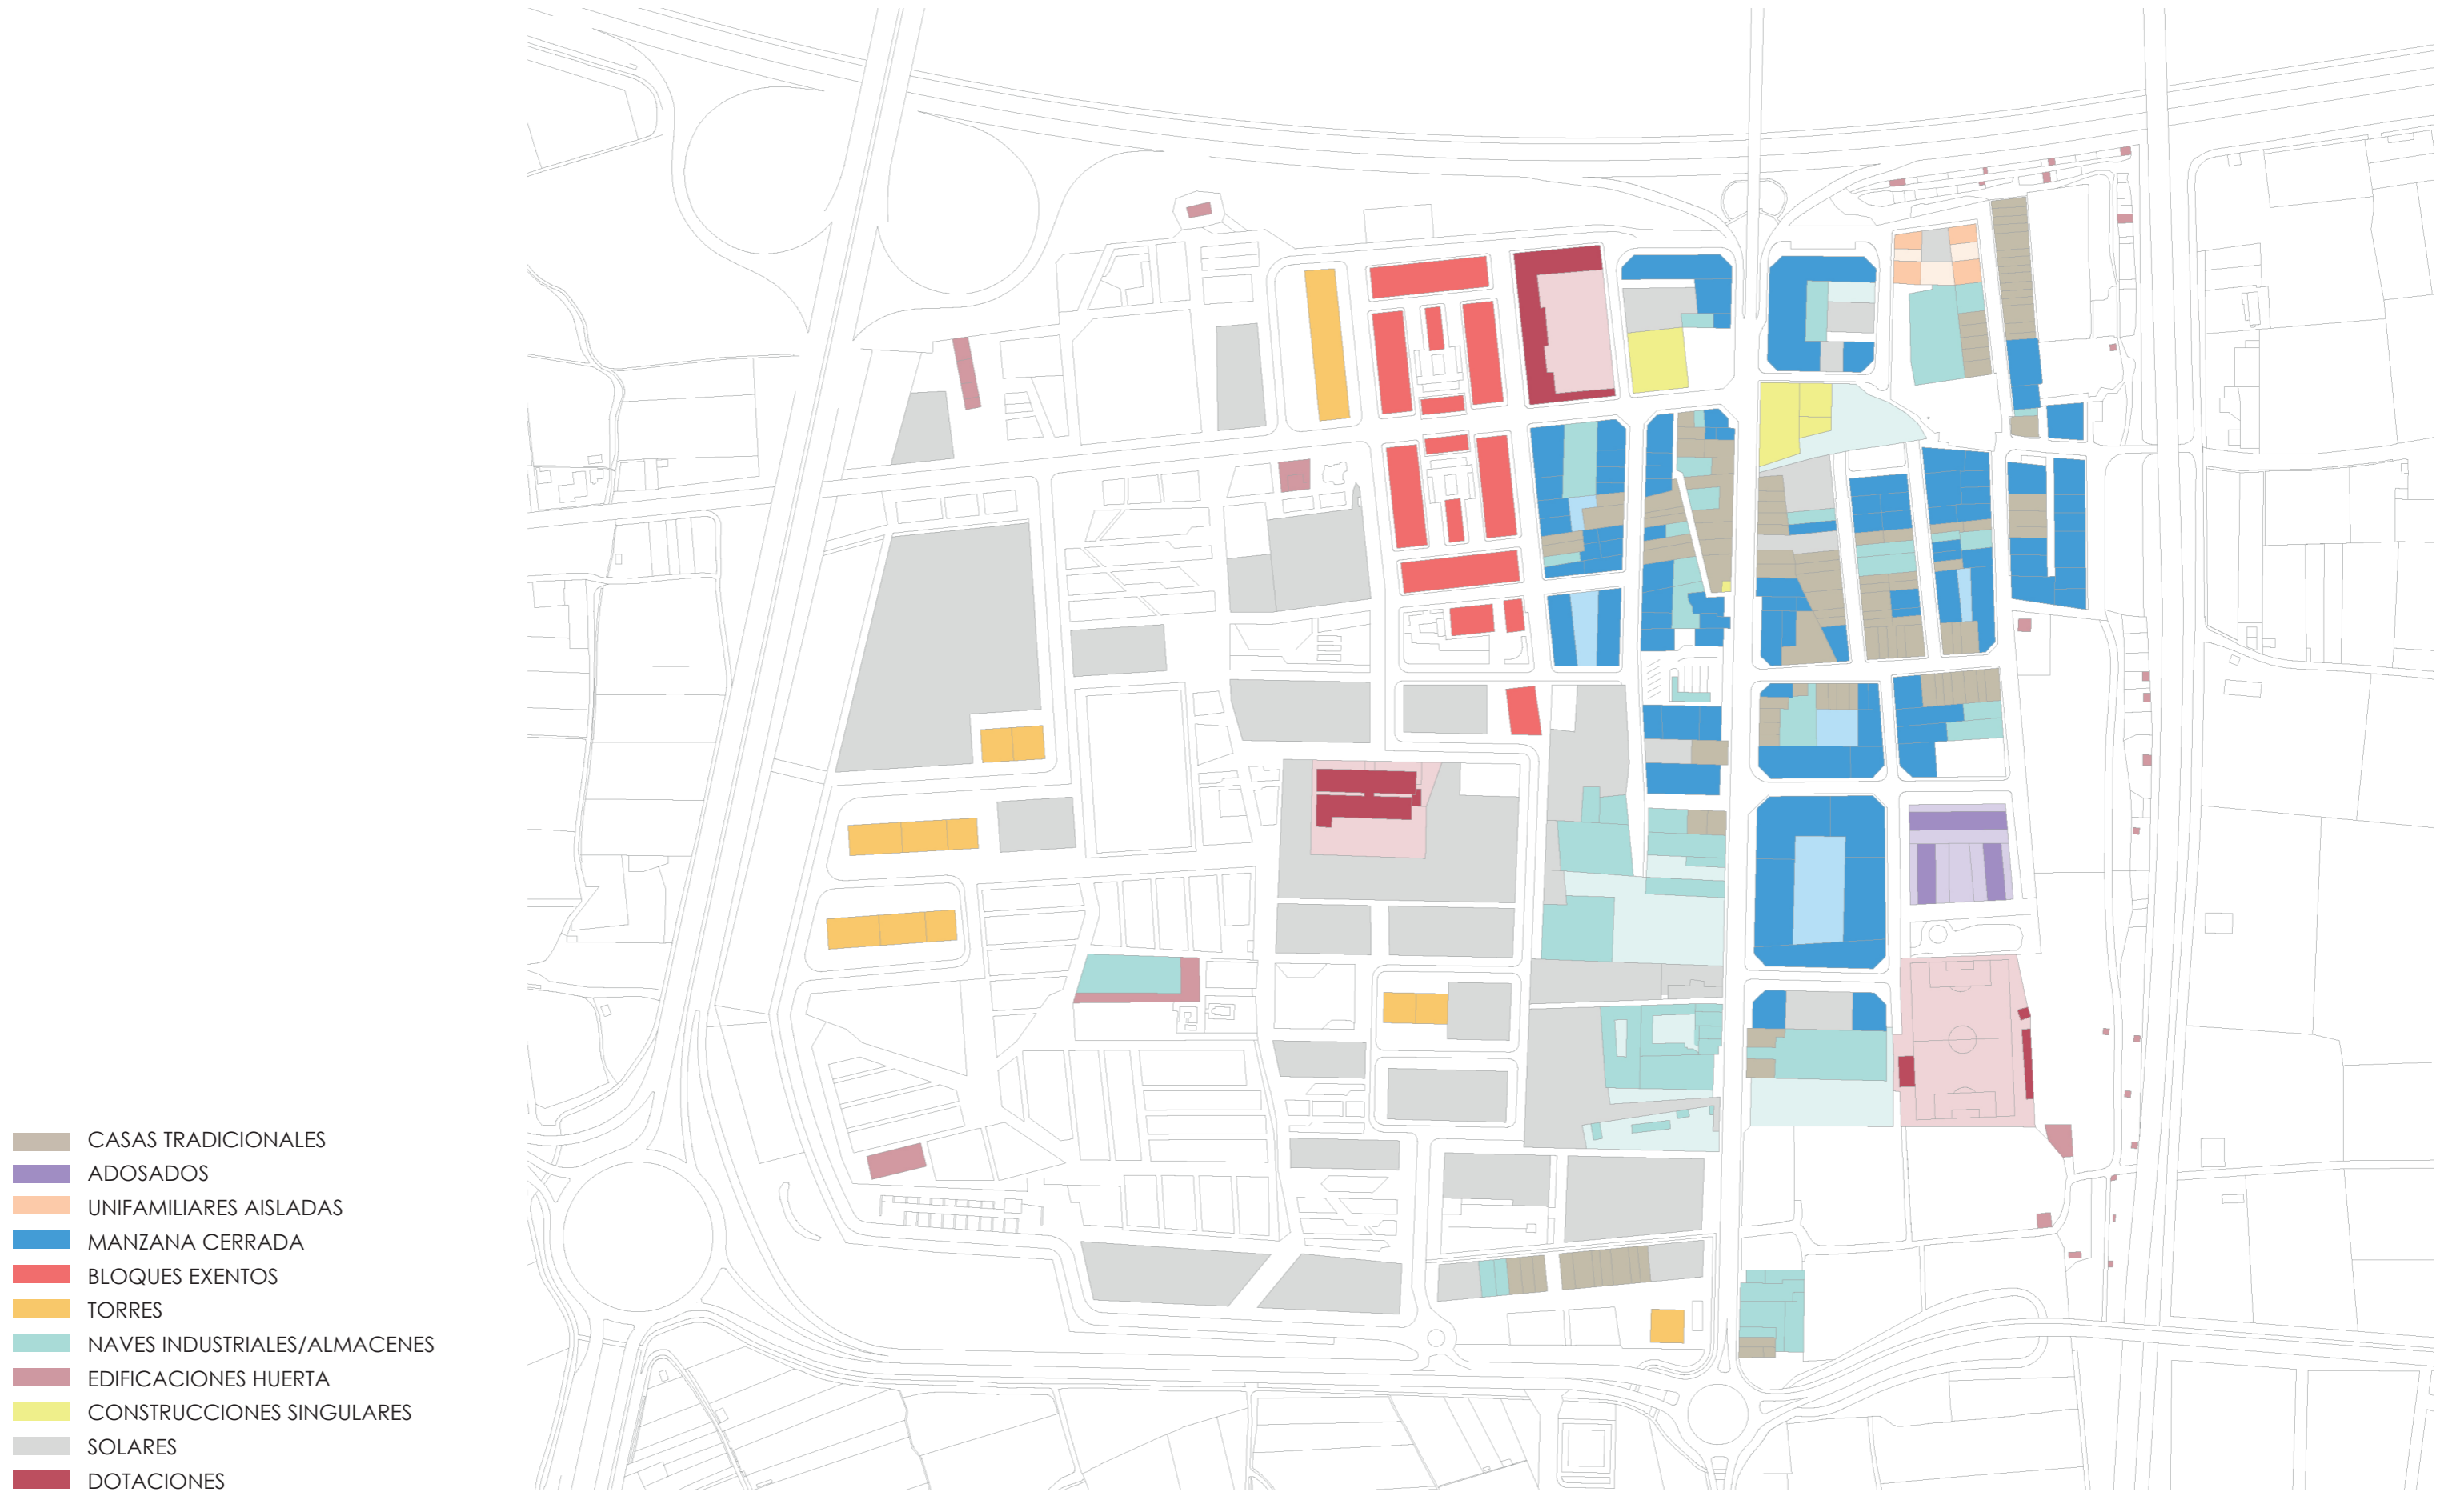 CASAS TRADICIONALES
ADOSADOS
UNIFAMILIARES AISLADAS
MANZANA CERRADA
BLOQUES EXENTOS
TORRES
NAVES INDUSTRIALES/ALMACENES
EDIFICACIONES HUERTA
CONSTRUCCIONES SINGULARES
SOLARES
DOTACIONES